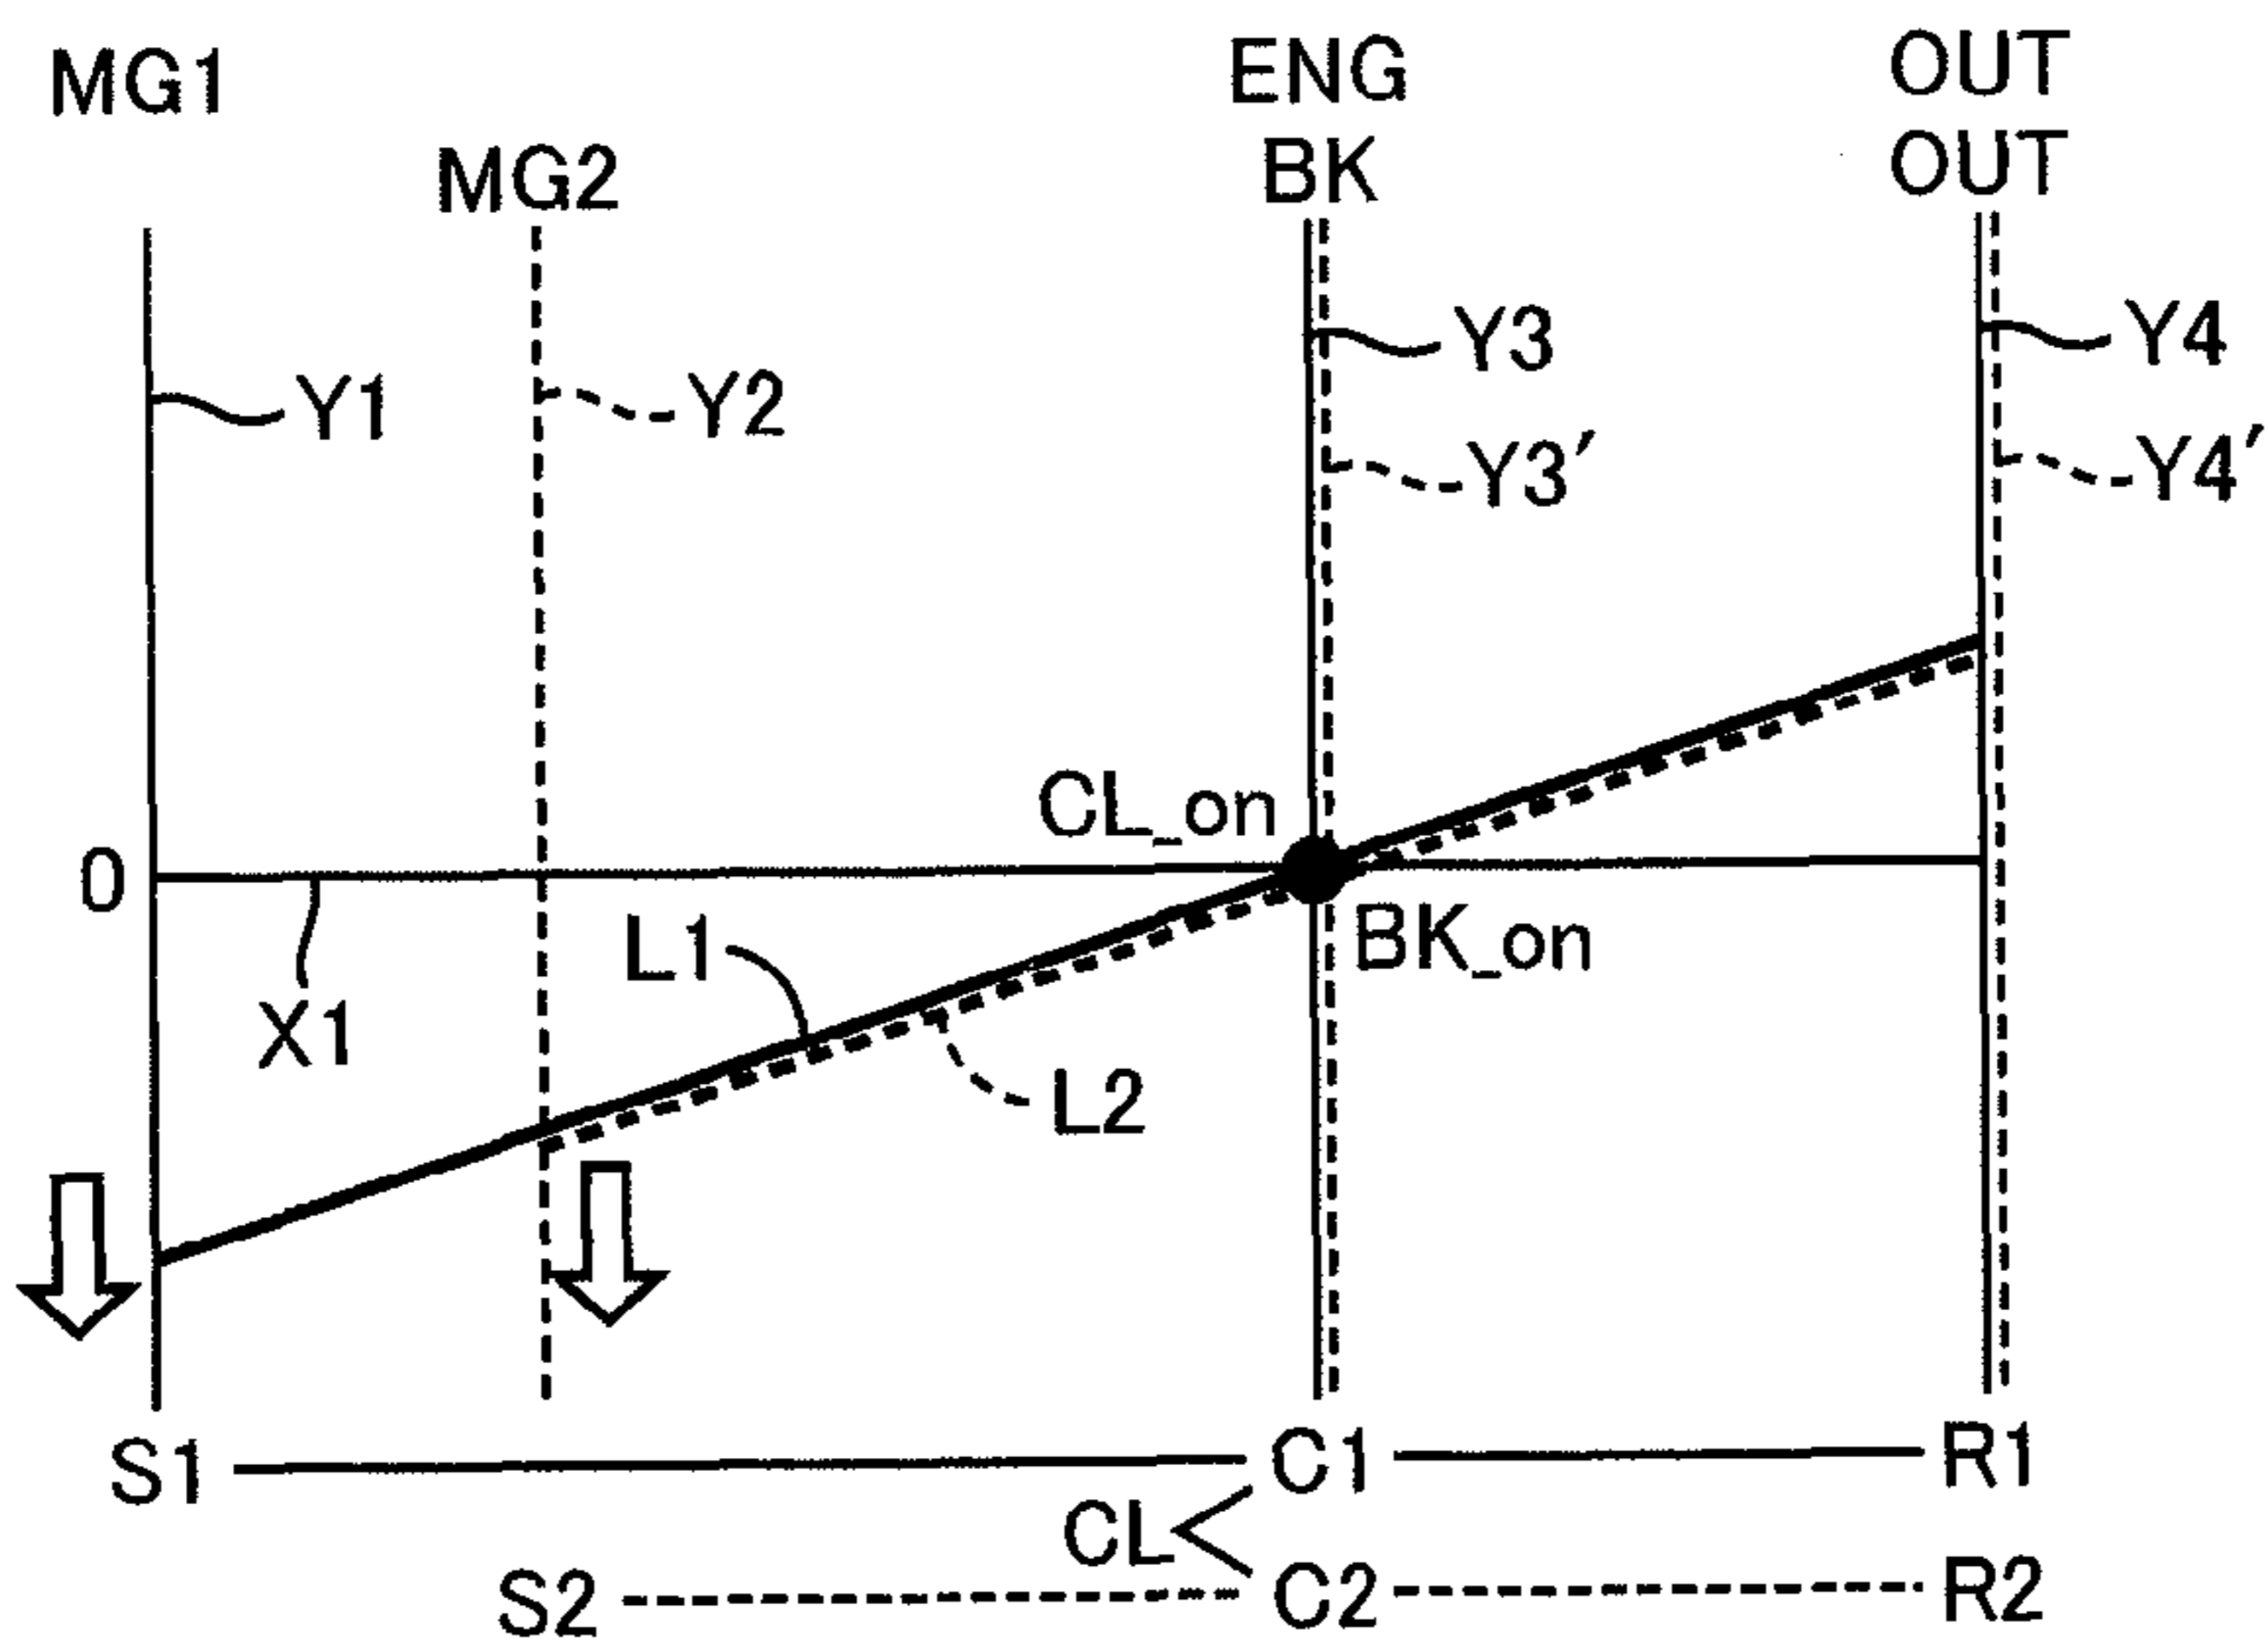 MG1
MG2
ENG
BK
OUT
OUT
Y1
Y2
Y3
Y3′
Y4
Y4′
CL_on
0
BK_on
X1
L1
L2
S1
C1
R1
CL
S2
C2
R2